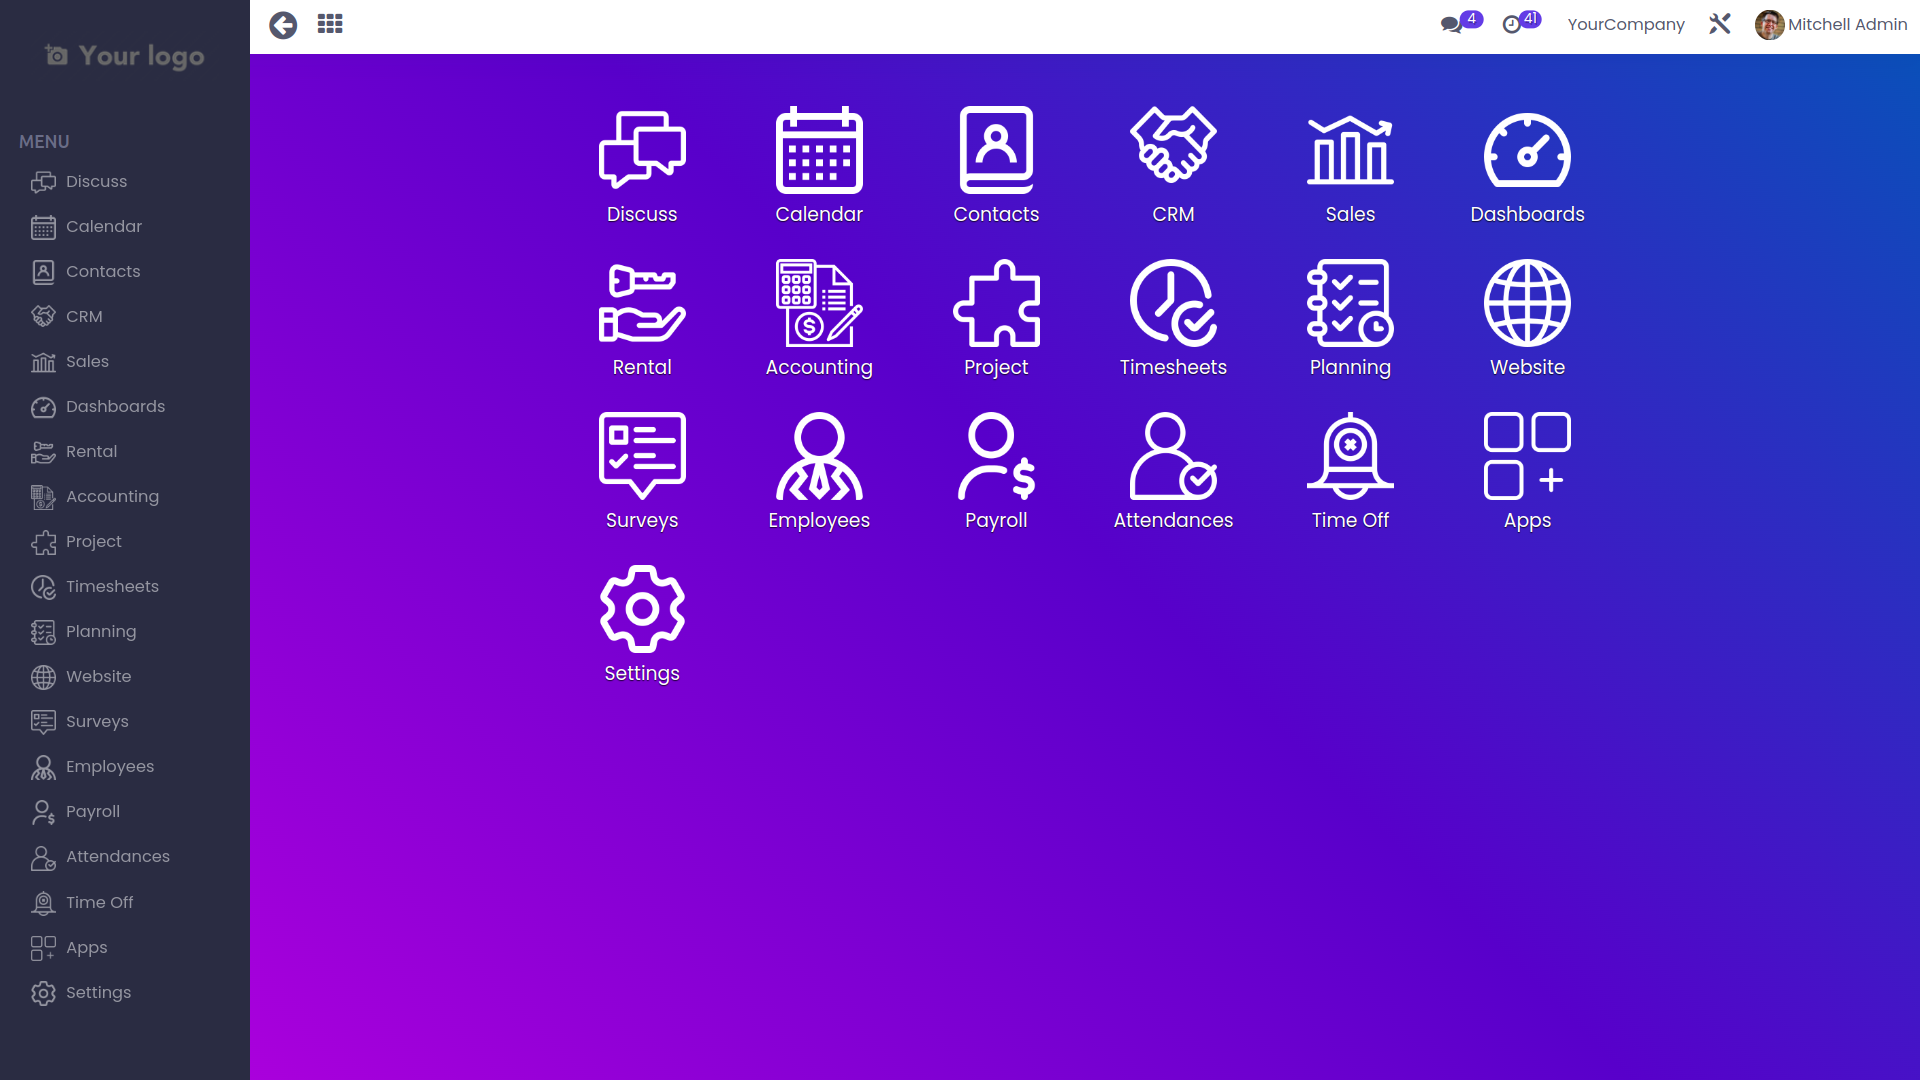 Your logo
4
41
YourCompany
Mitchell Admin
MENU
Discuss
Calendar
Contacts
CRM
Sales
Dashboards
Rental
Accounting
Project
Timesheets
Planning
Website
Surveys
Employees
Payroll
Attendances
Time Off
Apps
Settings
Discuss Calendar Contacts CRM Sales Dashboards
Rental Accounting Project Timesheets Planning Website
Surveys Employees Payroll Attendances Time Off Apps
Settings